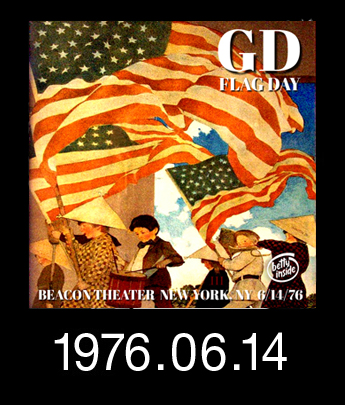 GD
FLAG DAY
betty
inside
BEACON THEATER NEW YORK, NY 6/14/76
1976.06.14